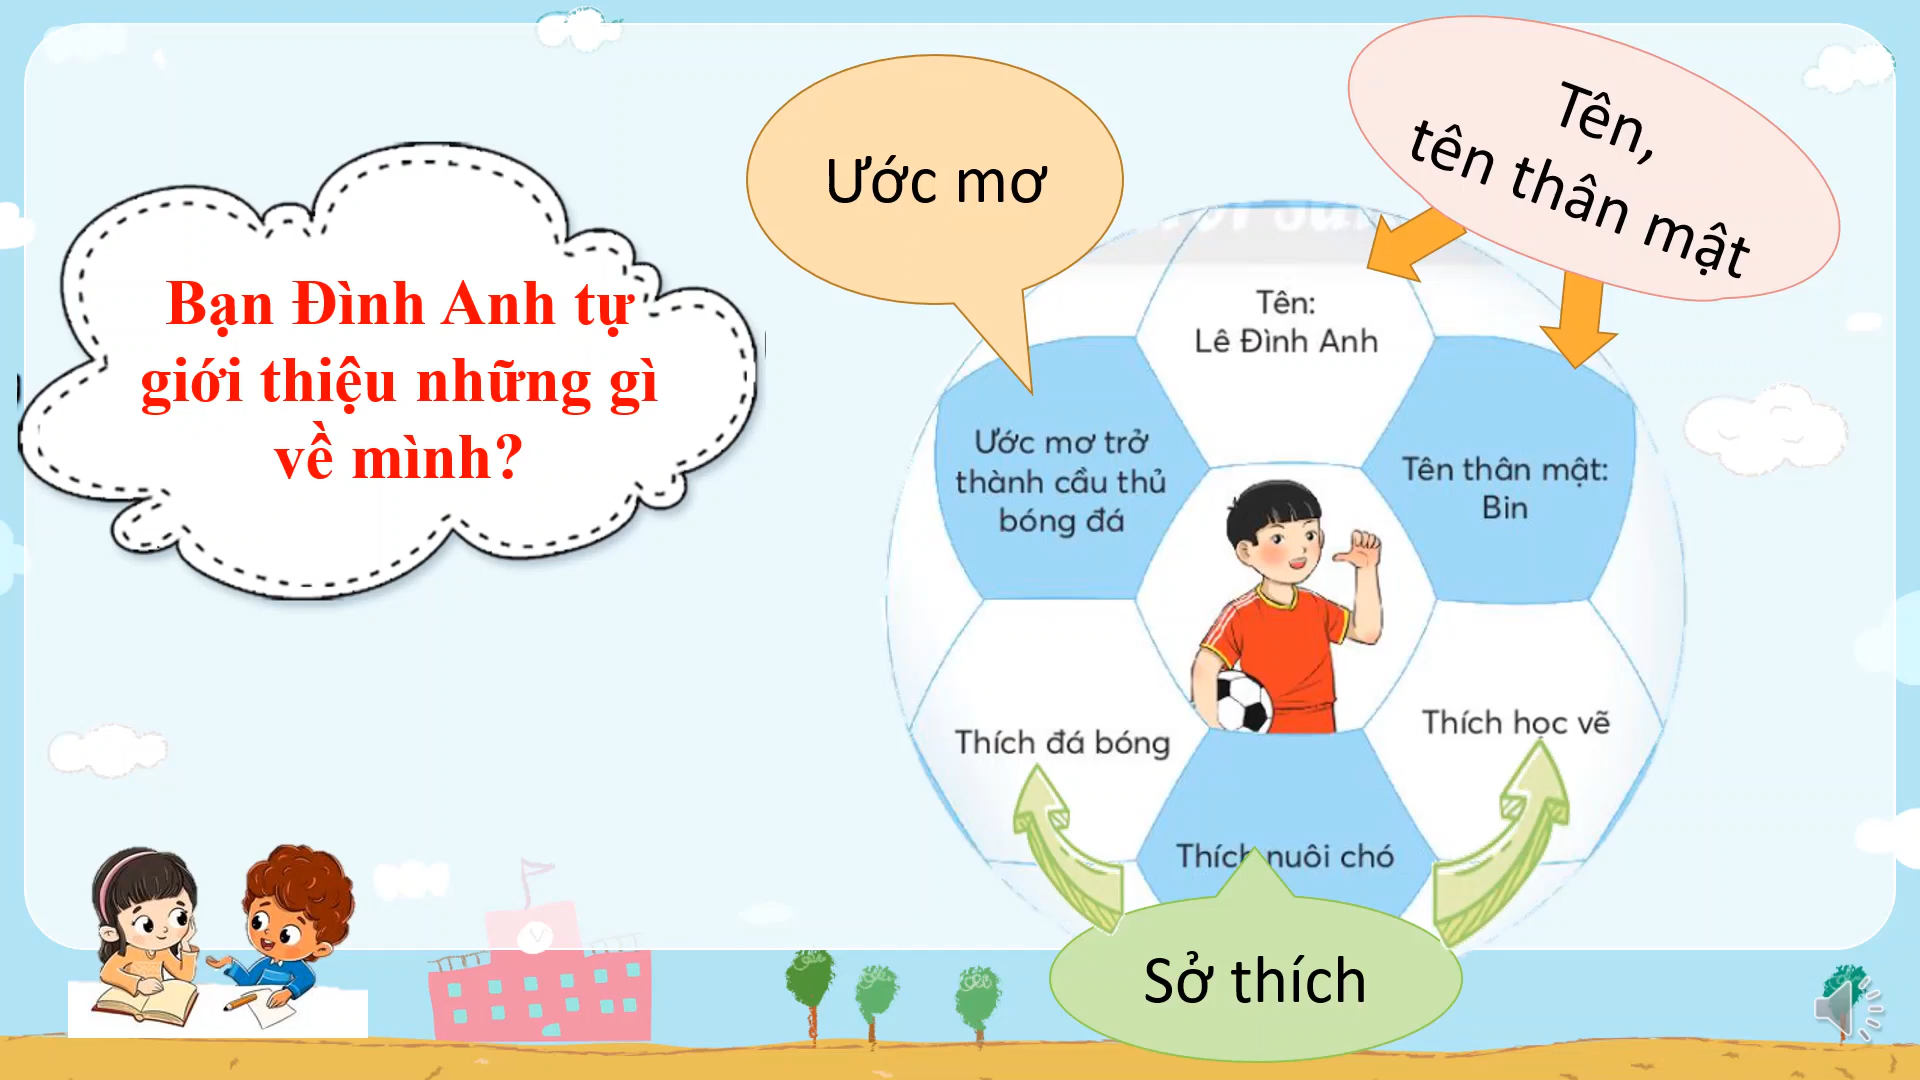 Bạn Đình Anh tự
giới thiệu những gì
về mình?
Ước mơ
Tên,
tên thân mật
Tên:
Lê Đình Anh
Ước mơ trở
thành cầu thủ
bóng đá
Tên thân mật:
Bin
Thích đá bóng
Thích học vẽ
Thích nuôi chó
Sở thích